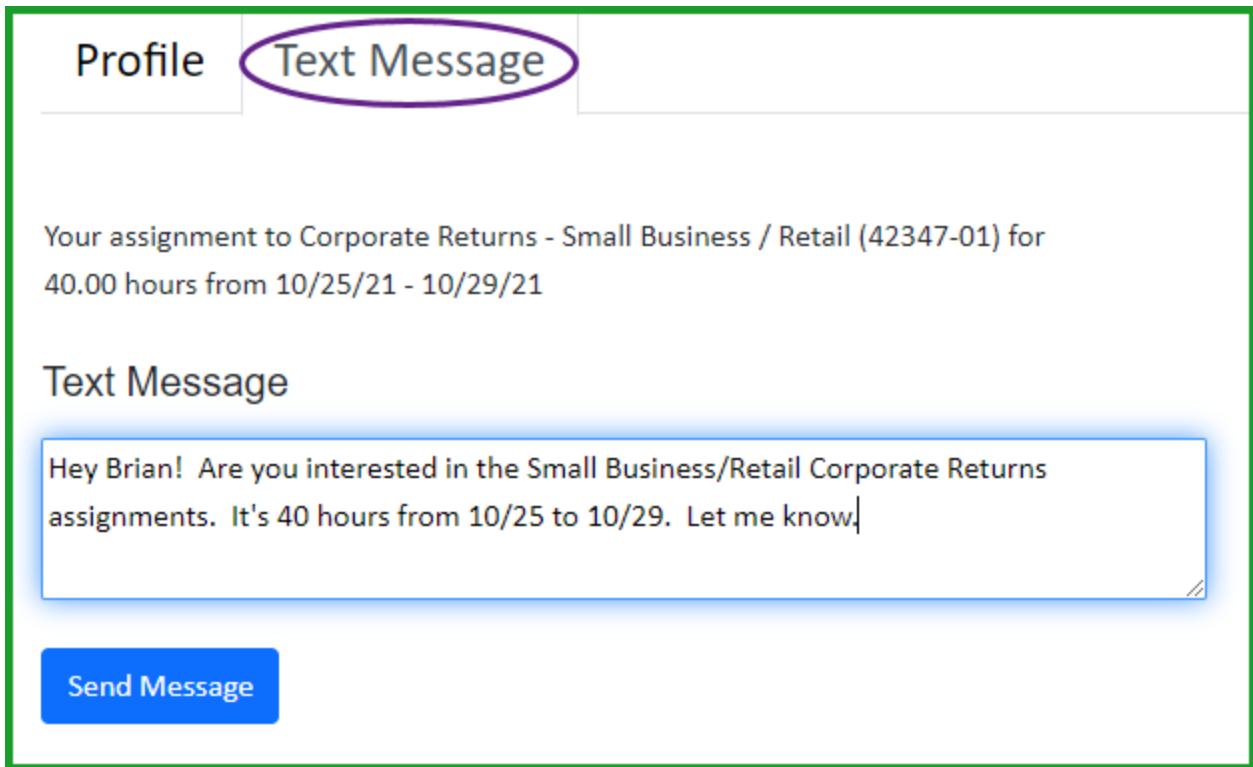 Profile Text Message
Your assignment to Corporate Returns - Small Business / Retail (42347-01) for
40.00 hours from 10/25/21 - 10/29/21
Text Message
Hey Brian!  Are you interested in the Small Business/Retail Corporate Returns
assignments.  It's 40 hours from 10/25 to 10/29.  Let me know.
Send Message